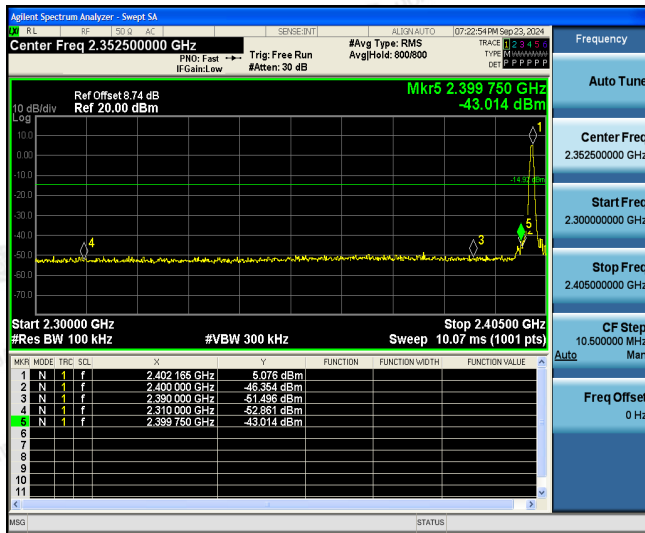 Agilent Spectrum Analyzer - Swept SA
RL RF 50 Ω AC SENSE:INT ALIGN AUTO 07:22:54 PM Sep 23, 2024
Center Freq 2.352500000 GHz
PNO: Fast
IFGain:Low
Trig: Free Run
#Atten: 30 dB
#Avg Type: RMS
Avg|Hold: 800/800
TRACE 1 2 3 4 5 6
TYPE M
DET P P P P P P
Ref Offset 8.74 dB
10 dB/div Ref 20.00 dBm
Log
Mkr5 2.399 750 GHz
-43.014 dBm
10.0
0.00
-10.0
-20.0
-30.0
-40.0
-50.0
-60.0
-70.0
1
3
4
5
Start 2.30000 GHz Stop 2.40500 GHz
#Res BW 100 kHz #VBW 300 kHz Sweep 10.07 ms (1001 pts)
MKR MODE TRC SCL X Y FUNCTION FUNCTION WIDTH FUNCTION VALUE
1 N 1 f 2.402 165 GHz 5.076 dBm
2 N 1 f 2.400 000 GHz -46.354 dBm
3 N 1 f 2.390 000 GHz -51.496 dBm
4 N 1 f 2.310 000 GHz -52.861 dBm
5 N 1 f 2.399 750 GHz -43.014 dBm
6
7
8
9
10
11
MSG STATUS
Frequency
Auto Tune
Center Freq
2.352500000 GHz
Start Freq
2.300000000 GHz
Stop Freq
2.405000000 GHz
CF Step
10.500000 MHz
Auto Man
Freq Offset
0 Hz